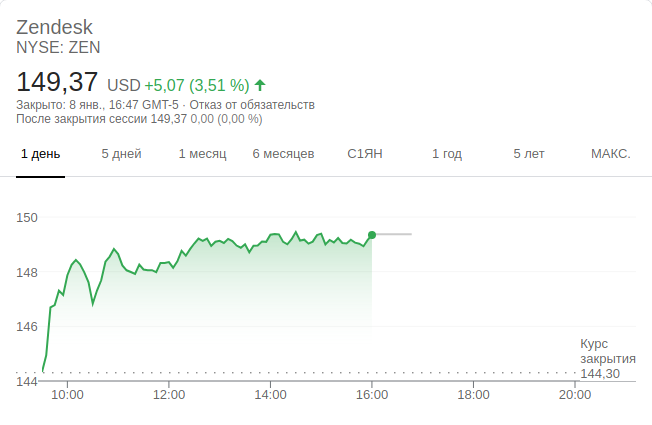 Zendesk
NYSE: ZEN
149,37 USD +5,07 (3,51 %)
Закрыто: 8 янв., 16:47 GMT-5 · Отказ от обязательств
После закрытия сессии 149,37 0,00 (0,00 %)
1 день 5 дней 1 месяц 6 месяцев С1ЯН 1 год 5 лет МАКС.
150
148
146
Курс
закрытия
144,30
144
10:00 12:00 14:00 16:00 18:00 20:00